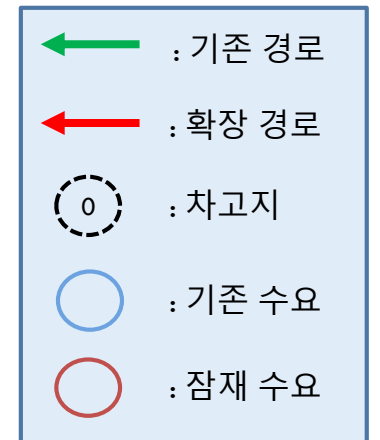 : 기존 경로
: 확장 경로
0 : 차고지
: 기존 수요
: 잠재 수요